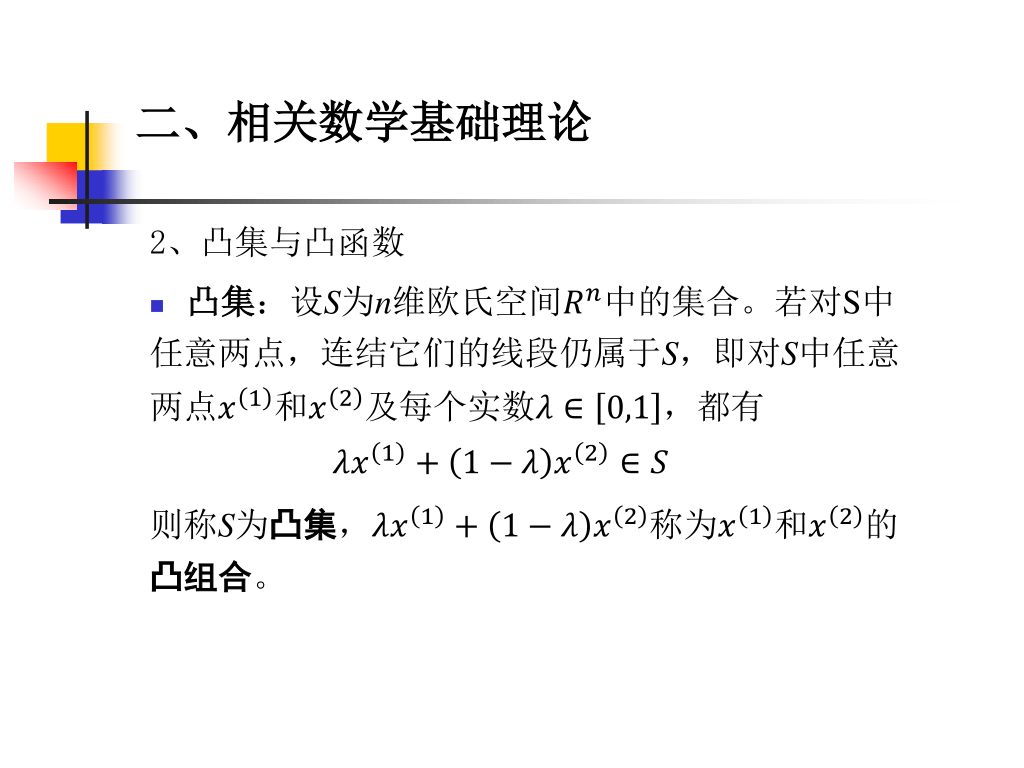 二、相关数学基础理论
2、凸集与凸函数
凸集：设S为n维欧氏空间Rⁿ中的集合。若对S中
任意两点，连结它们的线段仍属于S，即对S中任意
两点x⁽¹⁾和x⁽²⁾及每个实数λ ∈ [0,1]，都有
λx⁽¹⁾ + (1 − λ)x⁽²⁾ ∈ S
则称S为凸集，λx⁽¹⁾ + (1 − λ)x⁽²⁾称为x⁽¹⁾和x⁽²⁾的
凸组合。